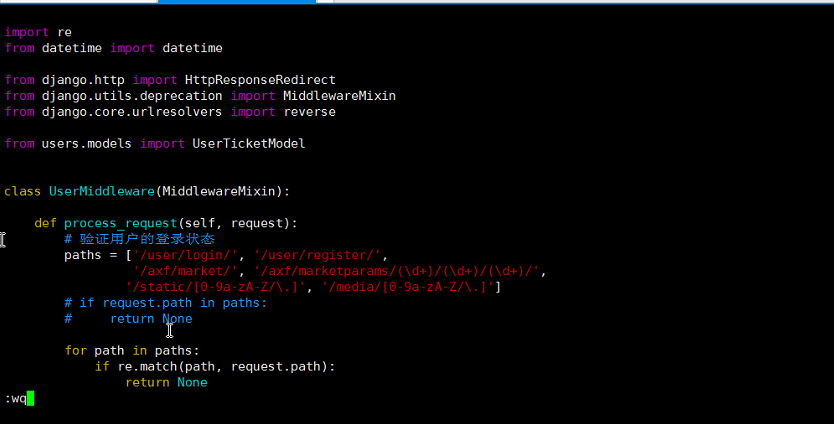 import re
from datetime import datetime

from django.http import HttpResponseRedirect
from django.utils.deprecation import MiddlewareMixin
from django.core.urlresolvers import reverse

from users.models import UserTicketModel


class UserMiddleware(MiddlewareMixin):

    def process_request(self, request):
        # 验证用户的登录状态
        paths = ['/user/login/', '/user/register/',
                 '/axf/market/', '/axf/marketparams/(\d+)/(\d+)/(\d+)/',
                '/static/[0-9a-zA-Z/\.]', '/media/[0-9a-zA-Z/\.]']
        # if request.path in paths:
        #     return None

        for path in paths:
            if re.match(path, request.path):
                return None
:wq